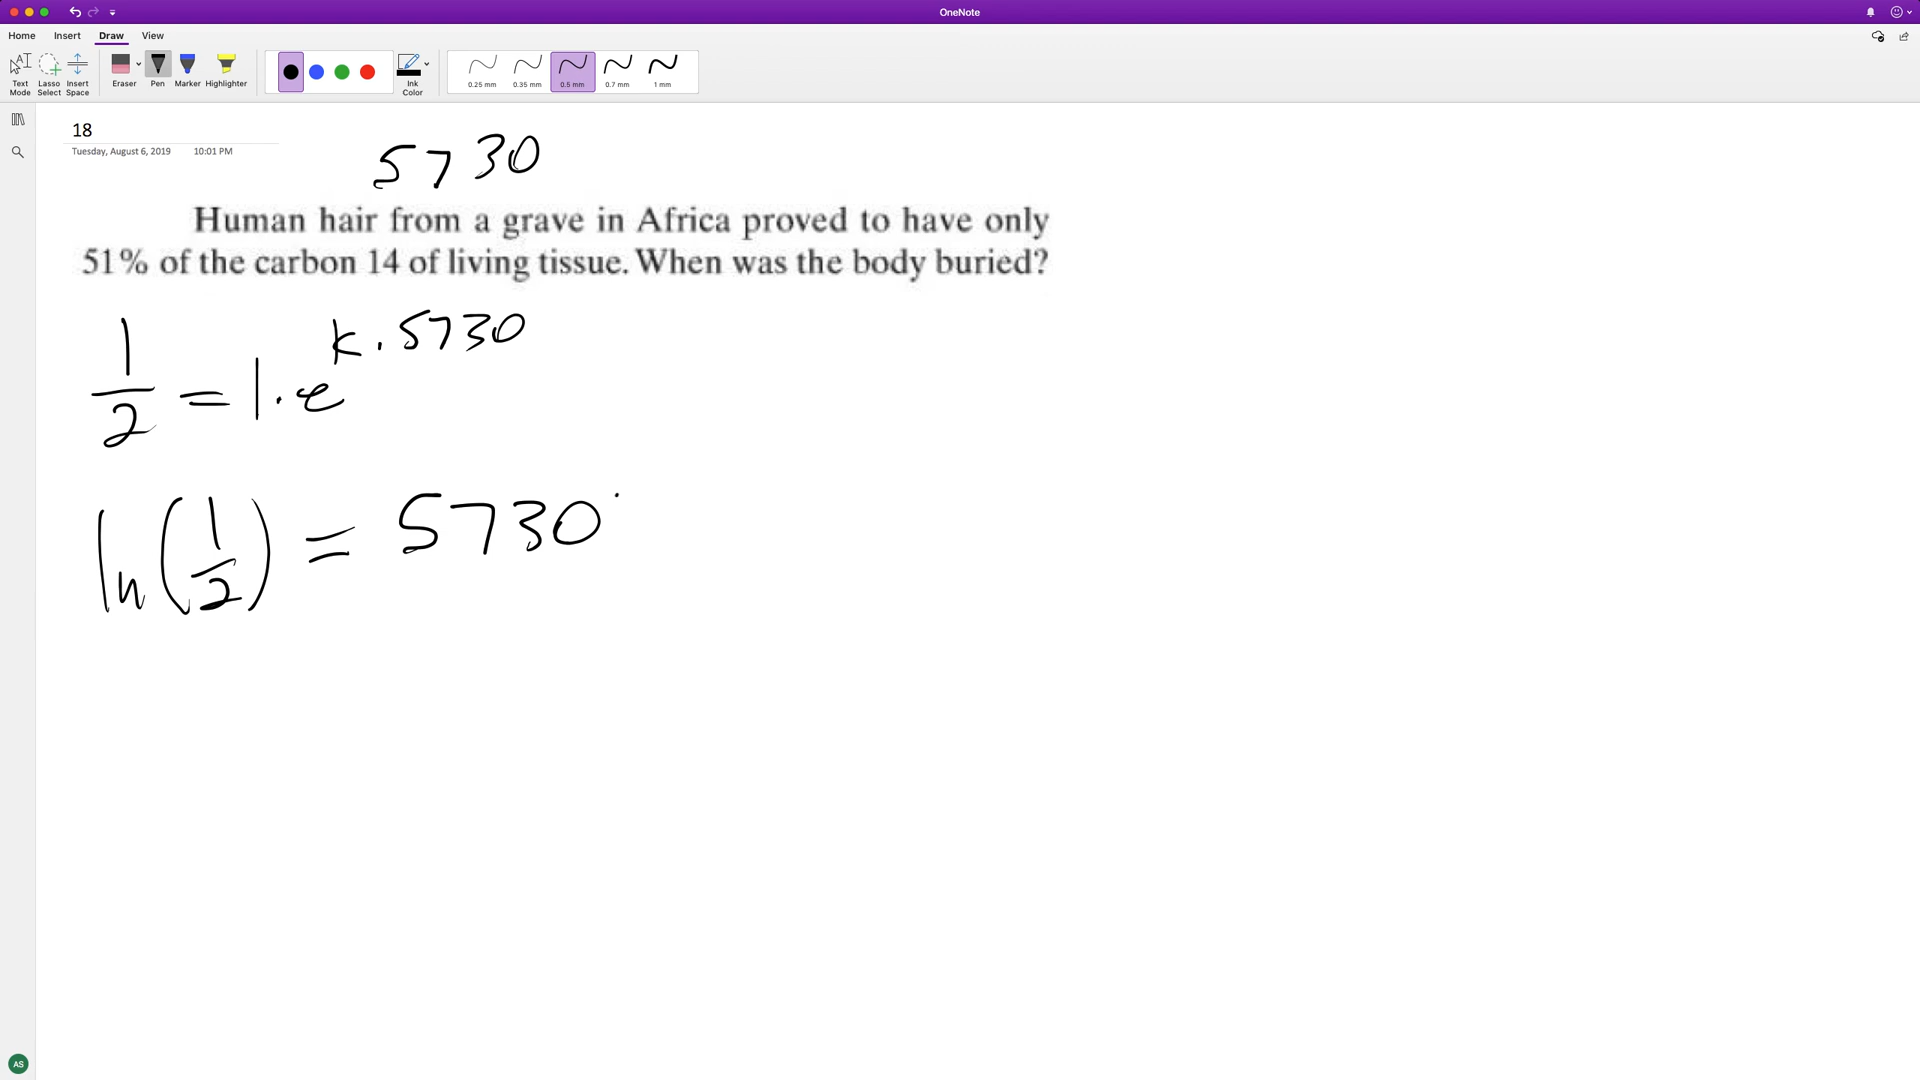 OneNote
Home Insert Draw View
Text Mode Lasso Select Insert Space Eraser Pen Marker Highlighter Ink Color 0.25 mm 0.35 mm 0.5 mm 0.7 mm 1 mm
18
Tuesday, August 6, 2019 10:01 PM
5730
Human hair from a grave in Africa proved to have only
51% of the carbon 14 of living tissue. When was the body buried?
1/2 = 1 · e^(k · 5730)
ln(1/2) = 5730
AS